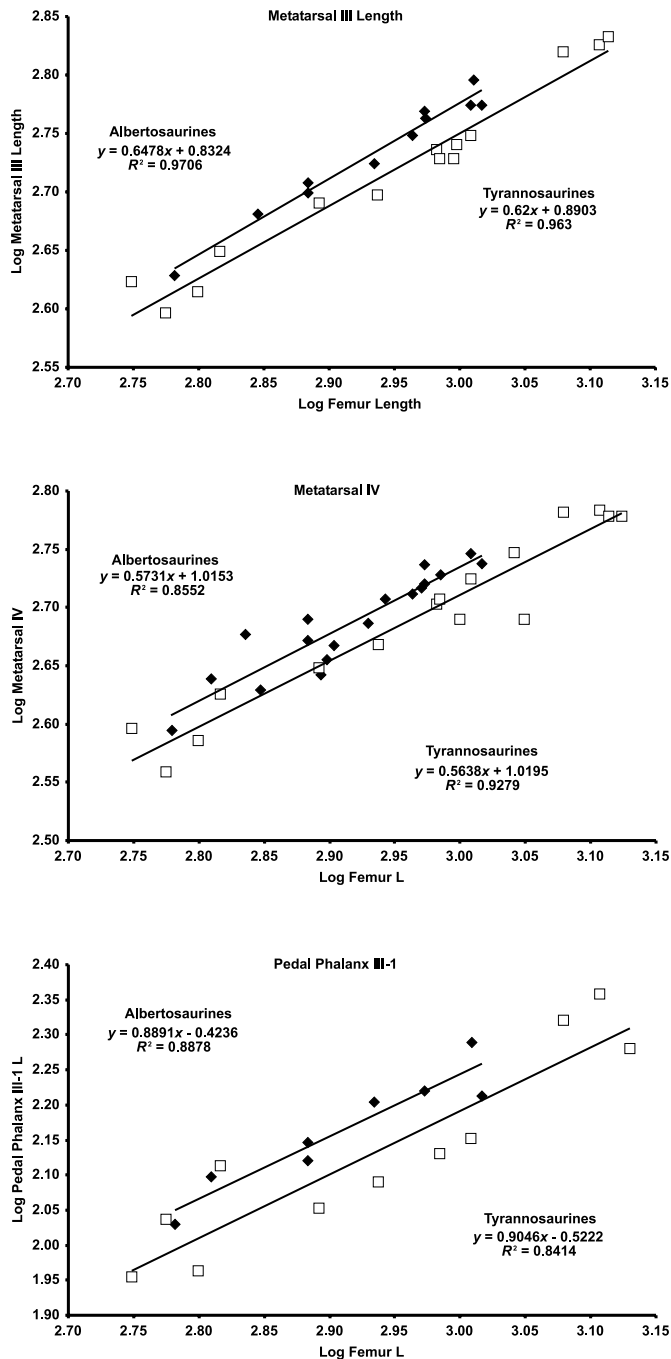 Metatarsal III Length
2.85
2.80
2.75
2.70
2.65
2.60
2.55
Log Metatarsal III Length
Albertosaurines
y = 0.6478x + 0.8324
R² = 0.9706
Tyrannosaurines
y = 0.62x + 0.8903
R² = 0.963
2.70 2.75 2.80 2.85 2.90 2.95 3.00 3.05 3.10 3.15
Log Femur Length
Metatarsal IV
2.80
2.75
2.70
2.65
2.60
2.55
2.50
Log Metatarsal IV
Albertosaurines
y = 0.5731x + 1.0153
R² = 0.8552
Tyrannosaurines
y = 0.5638x + 1.0195
R² = 0.9279
2.70 2.75 2.80 2.85 2.90 2.95 3.00 3.05 3.10 3.15
Log Femur L
Pedal Phalanx III-1
2.40
2.35
2.30
2.25
2.20
2.15
2.10
2.05
2.00
1.95
1.90
Log Pedal Phalanx III-1 L
Albertosaurines
y = 0.8891x - 0.4236
R² = 0.8878
Tyrannosaurines
y = 0.9046x - 0.5222
R² = 0.8414
2.70 2.75 2.80 2.85 2.90 2.95 3.00 3.05 3.10 3.15
Log Femur L